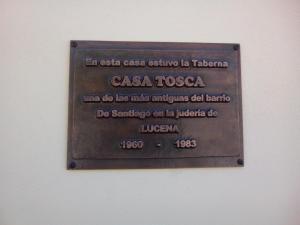 En esta casa estuvo la Taberna
CASA TOSCA
una de las más antiguas del barrio
De Santiago en la judería de
LUCENA
1960 - 1983